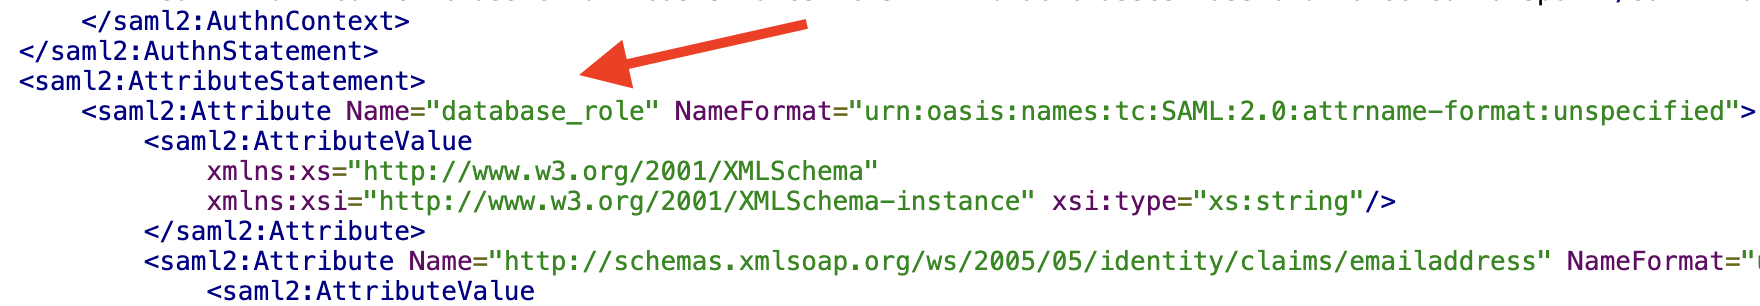 </saml2:AuthnContext>
</saml2:AuthnStatement>
<saml2:AttributeStatement>
<saml2:Attribute Name="database_role" NameFormat="urn:oasis:names:tc:SAML:2.0:attrname-format:unspecified">
<saml2:AttributeValue
xmlns:xs="http://www.w3.org/2001/XMLSchema"
xmlns:xsi="http://www.w3.org/2001/XMLSchema-instance" xsi:type="xs:string"/>
</saml2:Attribute>
<saml2:Attribute Name="http://schemas.xmlsoap.org/ws/2005/05/identity/claims/emailaddress" NameFormat="u
<saml2:AttributeValue